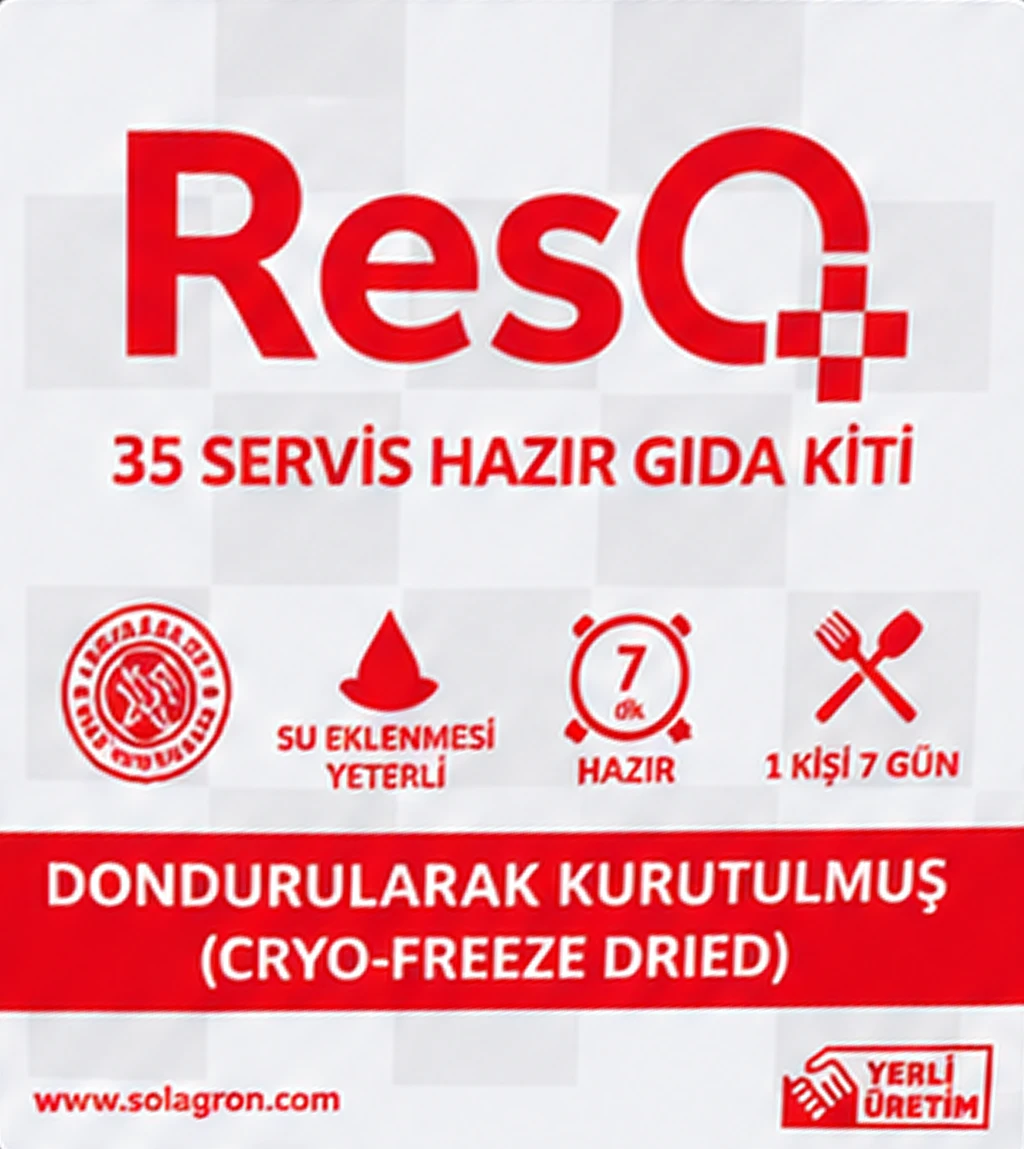 ResQ
35 SERVİS HAZIR GIDA KİTİ
7
dk
SU EKLENMESİ
YETERLİ
HAZIR
1 KİŞİ 7 GÜN
DONDURULARAK KURUTULMUŞ
(CRYO-FREEZE DRIED)
www.solagron.com
YERLİ
ÜRETİM